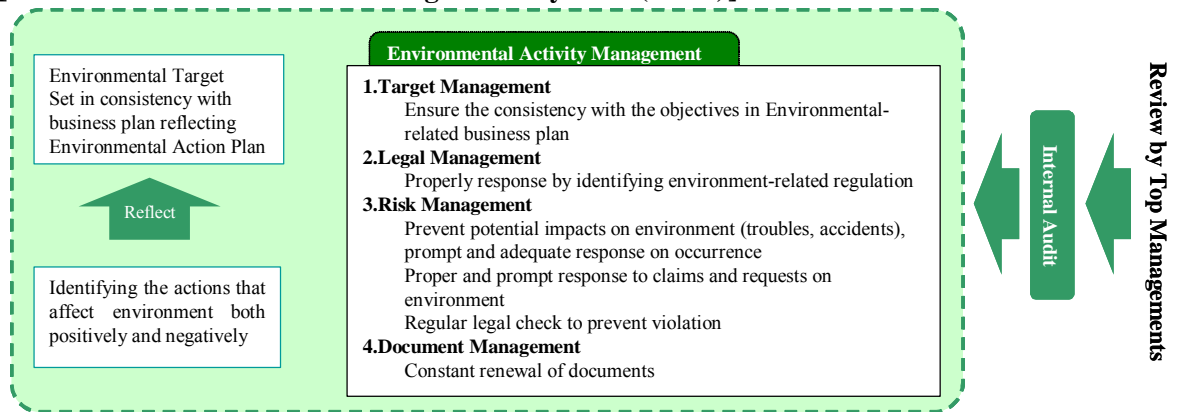 Environmental Activity Management
Environmental Target
Set in consistency with
business plan reflecting
Environmental Action Plan
Reflect
Identifying the actions that
affect environment both
positively and negatively
1.Target Management
Ensure the consistency with the objectives in Environmental-
related business plan
2.Legal Management
Properly response by identifying environment-related regulation
3.Risk Management
Prevent potential impacts on environment (troubles, accidents),
prompt and adequate response on occurrence
Proper and prompt response to claims and requests on
environment
Regular legal check to prevent violation
4.Document Management
Constant renewal of documents
Internal Audit
Review by Top Managements